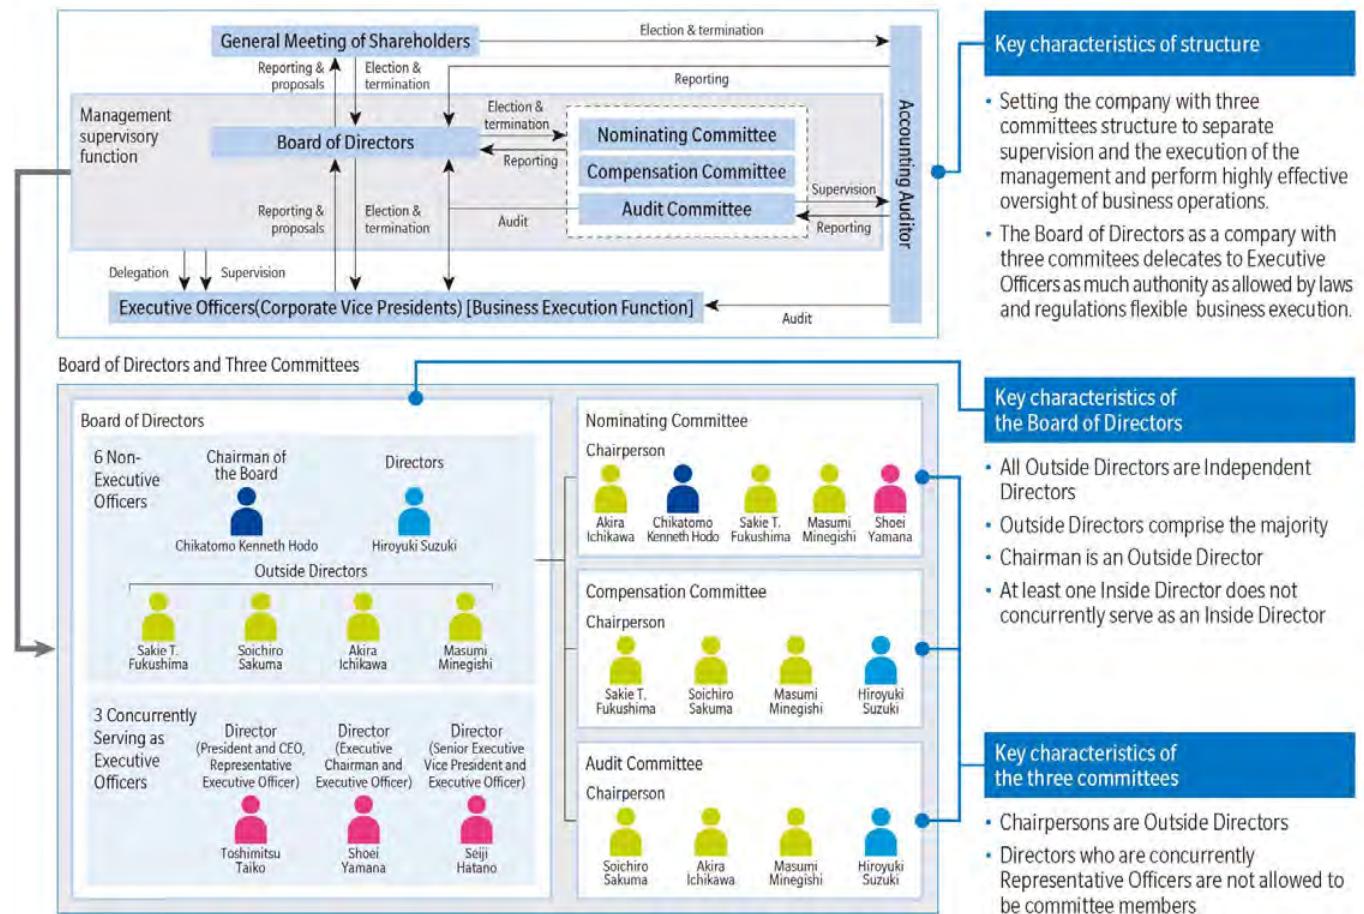 General Meeting of Shareholders
Election & termination
Reporting &
proposals
Election &
termination
Reporting
Management
supervisory
function
Board of Directors
Election &
termination
Reporting
Nominating Committee
Compensation Committee
Audit Committee
Supervision
Reporting
Accounting Auditor
Reporting &
proposals
Election &
termination
Audit
Delegation
Supervision
Executive Officers(Corporate Vice Presidents) [Business Execution Function]
Audit
Key characteristics of structure
• Setting the company with three
committees structure to separate
supervision and the execution of the
management and perform highly effective
oversight of business operations.
• The Board of Directors as a company with
three commitees delecates to Executive
Officers as much authority as allowed by laws
and regulations flexible business execution.
Board of Directors and Three Committees
Board of Directors
6 Non-
Executive
Officers
Chairman of
the Board
Chikatomo Kenneth Hodo
Directors
Hiroyuki Suzuki
Outside Directors
Sakie T.
Fukushima
Soichiro
Sakuma
Akira
Ichikawa
Masumi
Minegishi
3 Concurrently
Serving as
Executive
Officers
Director
(President and CEO,
Representative
Executive Officer)
Toshimitsu
Taiko
Director
(Executive
Chairman and
Executive Officer)
Shoei
Yamana
Director
(Senior Executive
Vice President and
Executive Officer)
Seiji
Hatano
Nominating Committee
Chairperson
Akira
Ichikawa
Chikatomo
Kenneth Hodo
Sakie T.
Fukushima
Masumi
Minegishi
Shoei
Yamana
Compensation Committee
Chairperson
Sakie T.
Fukushima
Soichiro
Sakuma
Masumi
Minegishi
Hiroyuki
Suzuki
Audit Committee
Chairperson
Soichiro
Sakuma
Akira
Ichikawa
Masumi
Minegishi
Hiroyuki
Suzuki
Key characteristics of
the Board of Directors
• All Outside Directors are Independent
Directors
• Outside Directors comprise the majority
• Chairman is an Outside Director
• At least one Inside Director does not
concurrently serve as an Inside Director
Key characteristics of
the three committees
• Chairpersons are Outside Directors
• Directors who are concurrently
Representative Officers are not allowed to
be committee members